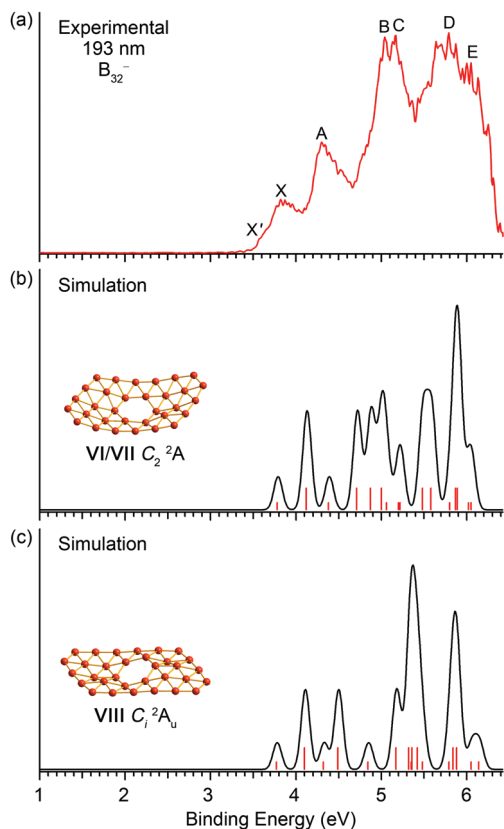 (a)
Experimental
193 nm
B₃₂⁻
X′
X
A
B
C
D
E
(b)
Simulation
VI/VII C₂ ²A
(c)
Simulation
VIII Cᵢ ²Aᵤ
1 2 3 4 5 6
Binding Energy (eV)